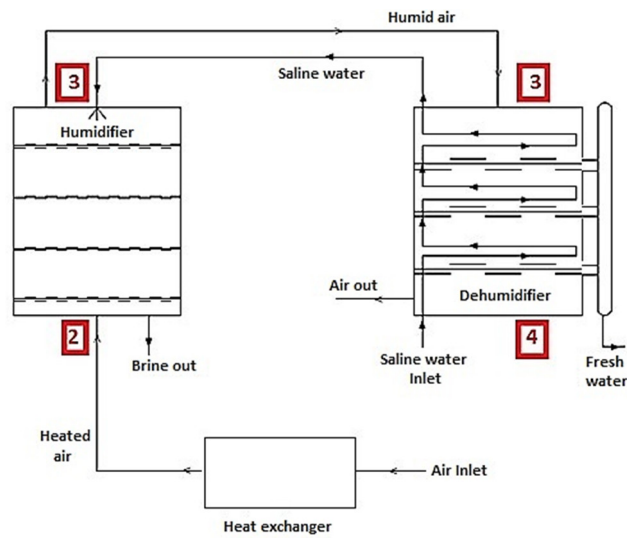 Humid air
Saline water
3
3
Humidifier
Air out
Dehumidifier
2
4
Brine out
Saline water
Inlet
Fresh
water
Heated
air
Air Inlet
Heat exchanger